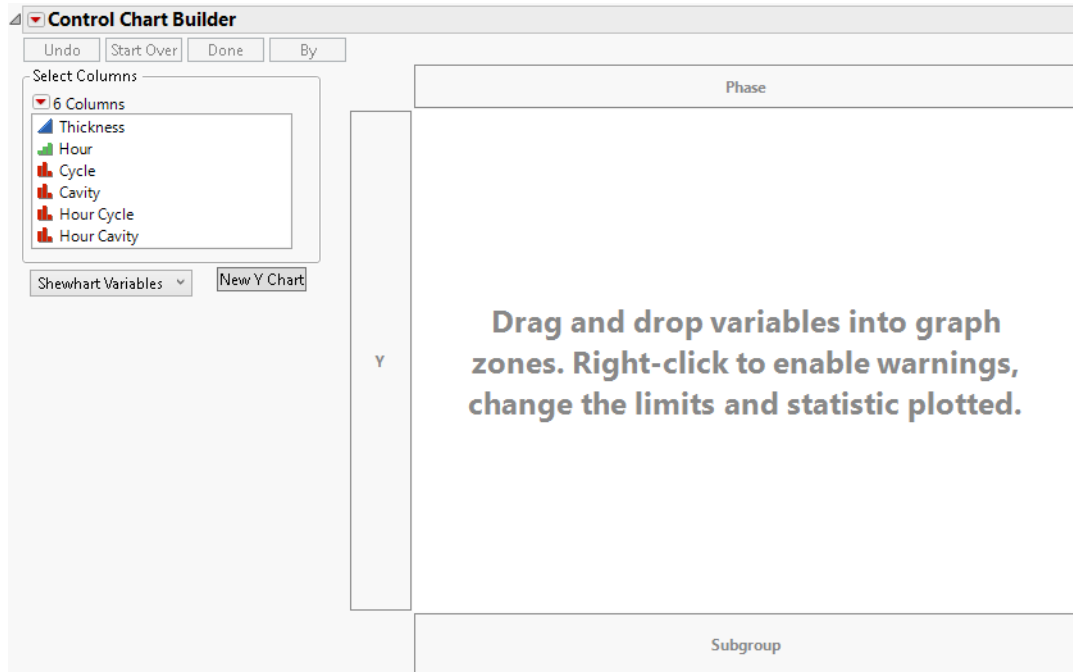 Control Chart Builder
Undo Start Over Done By
Select Columns
6 Columns
Thickness
Hour
Cycle
Cavity
Hour Cycle
Hour Cavity
Shewhart Variables New Y Chart
Phase
Y
Drag and drop variables into graph
zones. Right-click to enable warnings,
change the limits and statistic plotted.
Subgroup